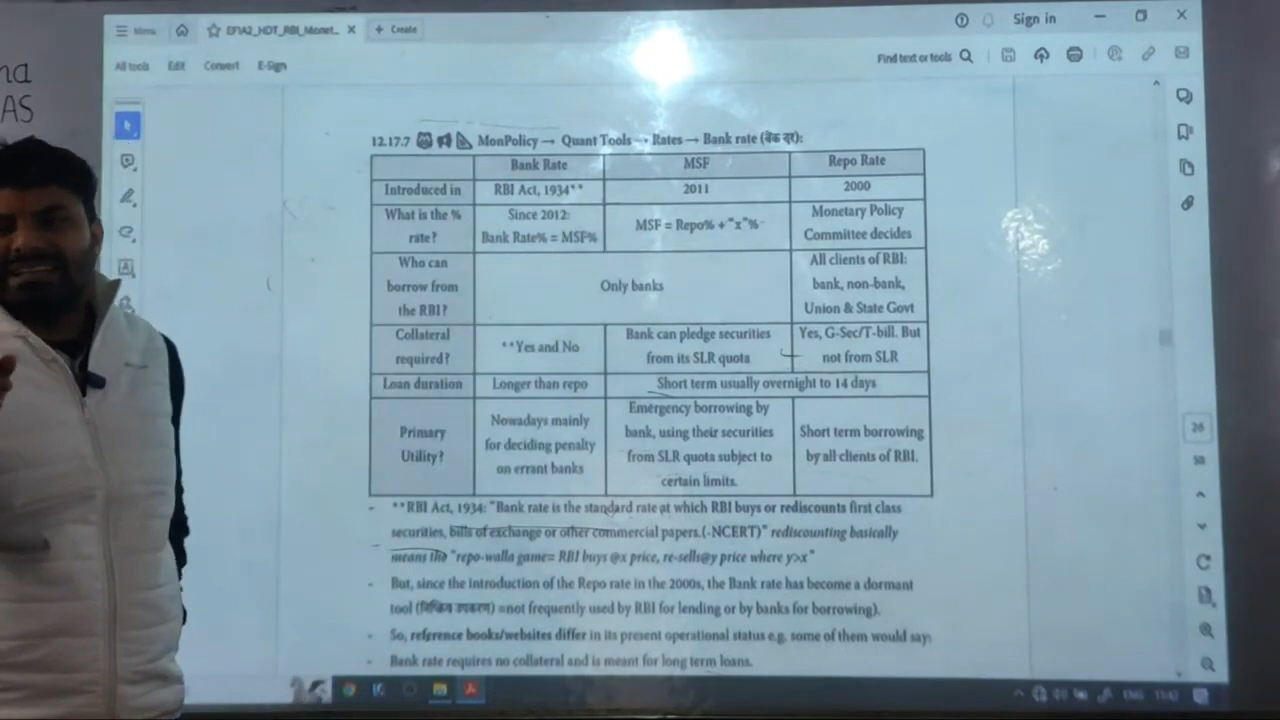 na
AS
Menu
EFIA2_HDT_RBI_Monet...
Create
Sign in
All tools Edit Convert E-Sign
Find text or tools
12.17.7 MonPolicy → Quant Tools → Rates → Bank rate (बैंक दर):
Bank Rate MSF Repo Rate
Introduced in RBI Act, 1934** 2011 2000
What is the % rate? Since 2012: Bank Rate% = MSF% MSF = Repo% + "x"% Monetary Policy Committee decides
Who can borrow from the RBI? Only banks All clients of RBI: bank, non-bank, Union & State Govt
Collateral required? **Yes and No Bank can pledge securities from its SLR quota Yes, G-Sec/T-bill. But not from SLR
Loan duration Longer than repo Short term usually overnight to 14 days
Primary Utility? Nowadays mainly for deciding penalty on errant banks Emergency borrowing by bank, using their securities from SLR quota subject to certain limits. Short term borrowing by all clients of RBI.
- **RBI Act, 1934: "Bank rate is the standard rate at which RBI buys or rediscounts first class
securities, bills of exchange or other commercial papers.(-NCERT)" rediscounting basically
means the "repo-walla game= RBI buys @x price, re-sells@y price where y>x"
- But, since the introduction of the Repo rate in the 2000s, the Bank rate has become a dormant
tool (निष्क्रिय उपकरण) =not frequently used by RBI for lending or by banks for borrowing).
- So, reference books/websites differ in its present operational status e.g. some of them would say:
- Bank rate requires no collateral and is meant for long term loans.
26
50
ENG